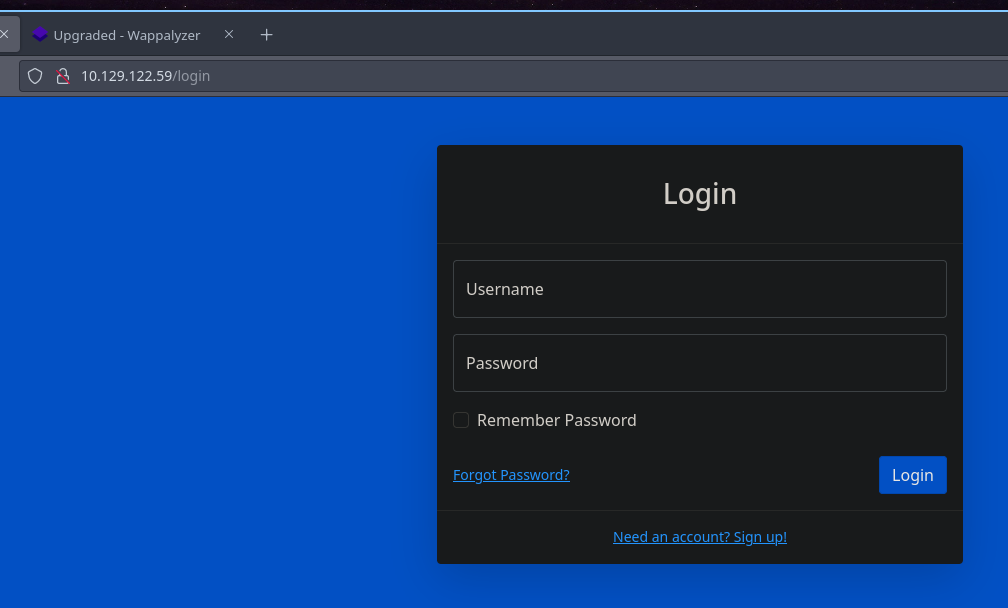 Upgraded - Wappalyzer
10.129.122.59/login
Login
Username
Password
Remember Password
Forgot Password?
Login
Need an account? Sign up!